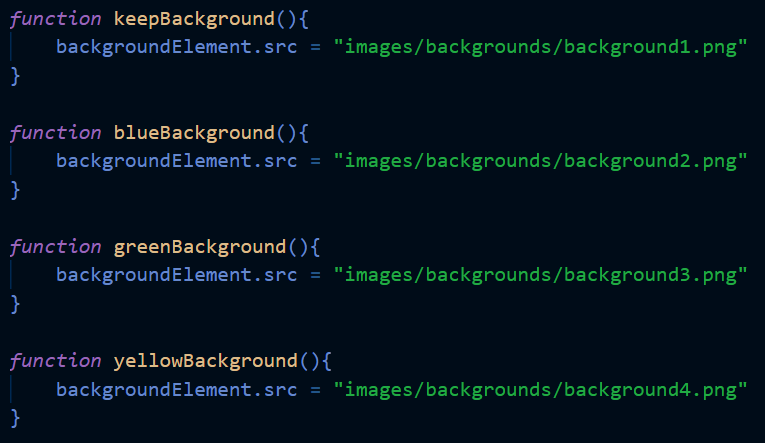 function keepBackground(){
    backgroundElement.src = "images/backgrounds/background1.png"
}

function blueBackground(){
    backgroundElement.src = "images/backgrounds/background2.png"
}

function greenBackground(){
    backgroundElement.src = "images/backgrounds/background3.png"
}

function yellowBackground(){
    backgroundElement.src = "images/backgrounds/background4.png"
}